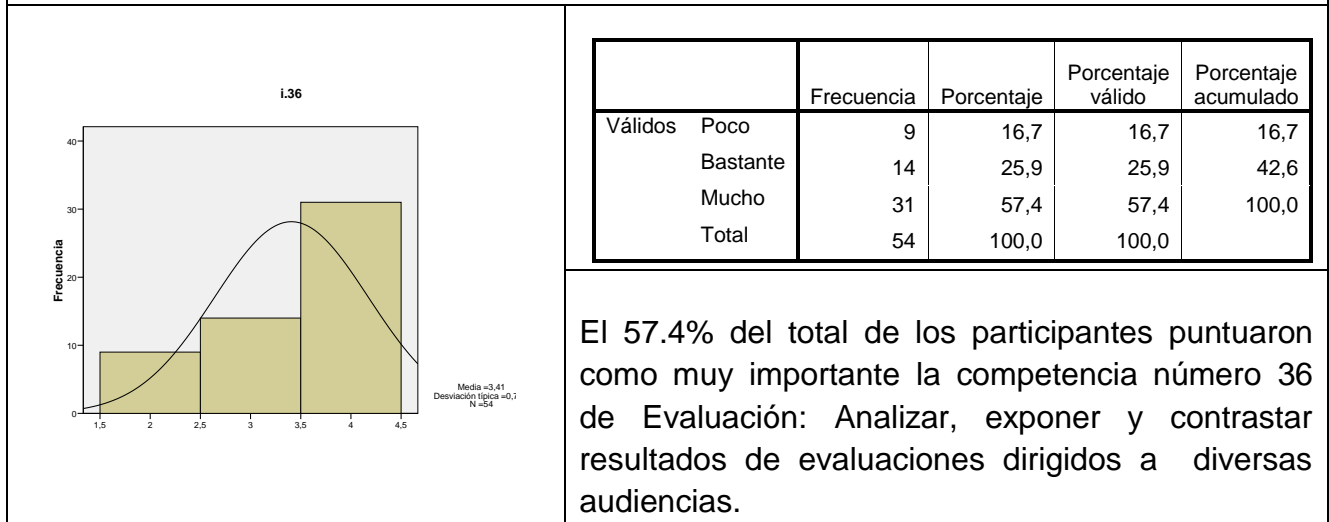 i.36
Frecuencia
40
30
20
10
0
1,5 2 2,5 3 3,5 4 4,5
Media =3,41
Desviación típica =0,7
N =54
Frecuencia Porcentaje Porcentaje válido Porcentaje acumulado
Válidos Poco 9 16,7 16,7 16,7
Bastante 14 25,9 25,9 42,6
Mucho 31 57,4 57,4 100,0
Total 54 100,0 100,0
El 57.4% del total de los participantes puntuaron
como muy importante la competencia número 36
de Evaluación: Analizar, exponer y contrastar
resultados de evaluaciones dirigidos a diversas
audiencias.